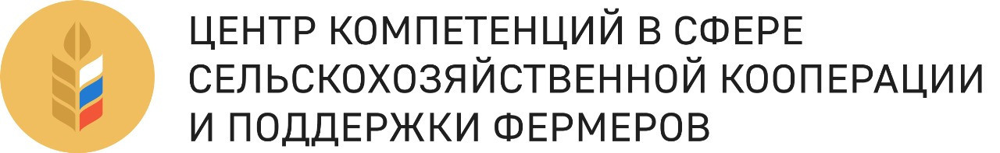 ЦЕНТР КОМПЕТЕНЦИЙ В СФЕРЕ
СЕЛЬСКОХОЗЯЙСТВЕННОЙ КООПЕРАЦИИ
И ПОДДЕРЖКИ ФЕРМЕРОВ